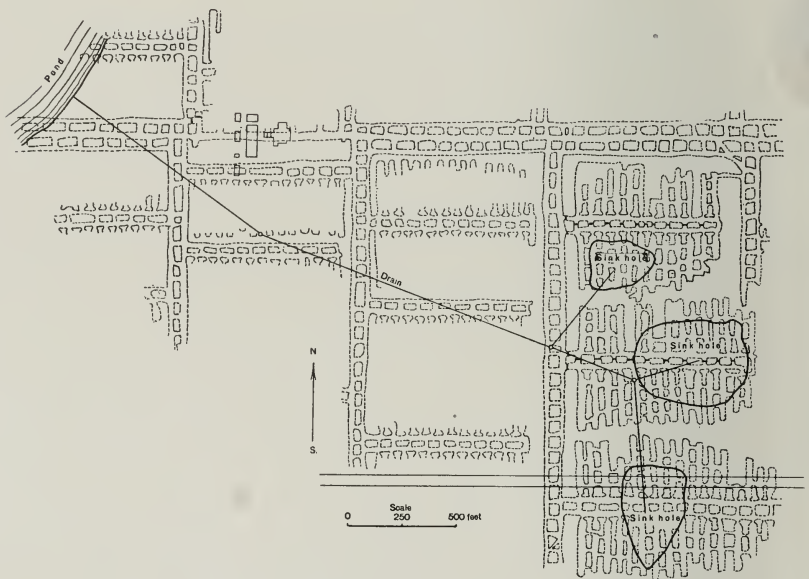 Pond
Sink hole
Drain
Sink hole
N
S.
Scale
0 250 500 feet
Sink hole